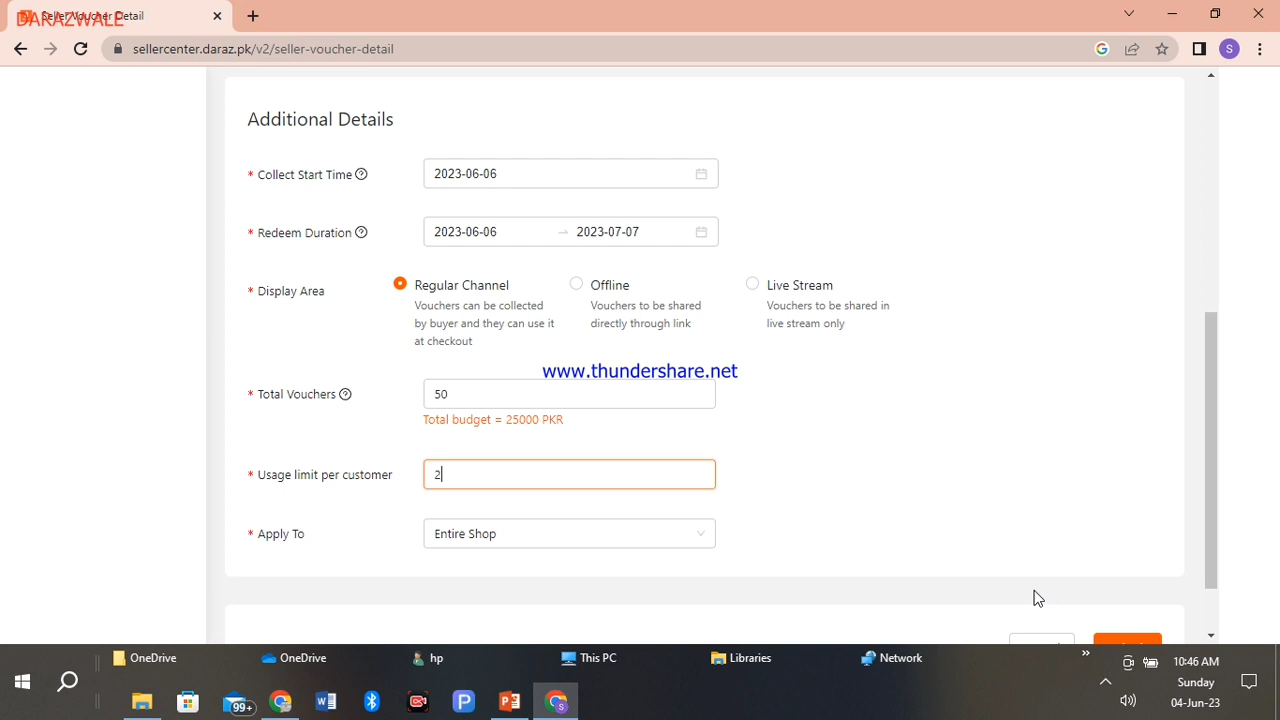 DARAZWALE
Seller Voucher Detail
sellercenter.daraz.pk/v2/seller-voucher-detail
S
Additional Details
* Collect Start Time
2023-06-06
* Redeem Duration
2023-06-06 → 2023-07-07
* Display Area
Regular Channel
Vouchers can be collected
by buyer and they can use it
at checkout
Offline
Vouchers to be shared
directly through link
Live Stream
Vouchers to be shared in
live stream only
www.thundershare.net
* Total Vouchers
50
Total budget = 25000 PKR
* Usage limit per customer
2
* Apply To
Entire Shop
OneDrive
OneDrive
hp
This PC
Libraries
Network
99+
10:46 AM
Sunday
04-Jun-23